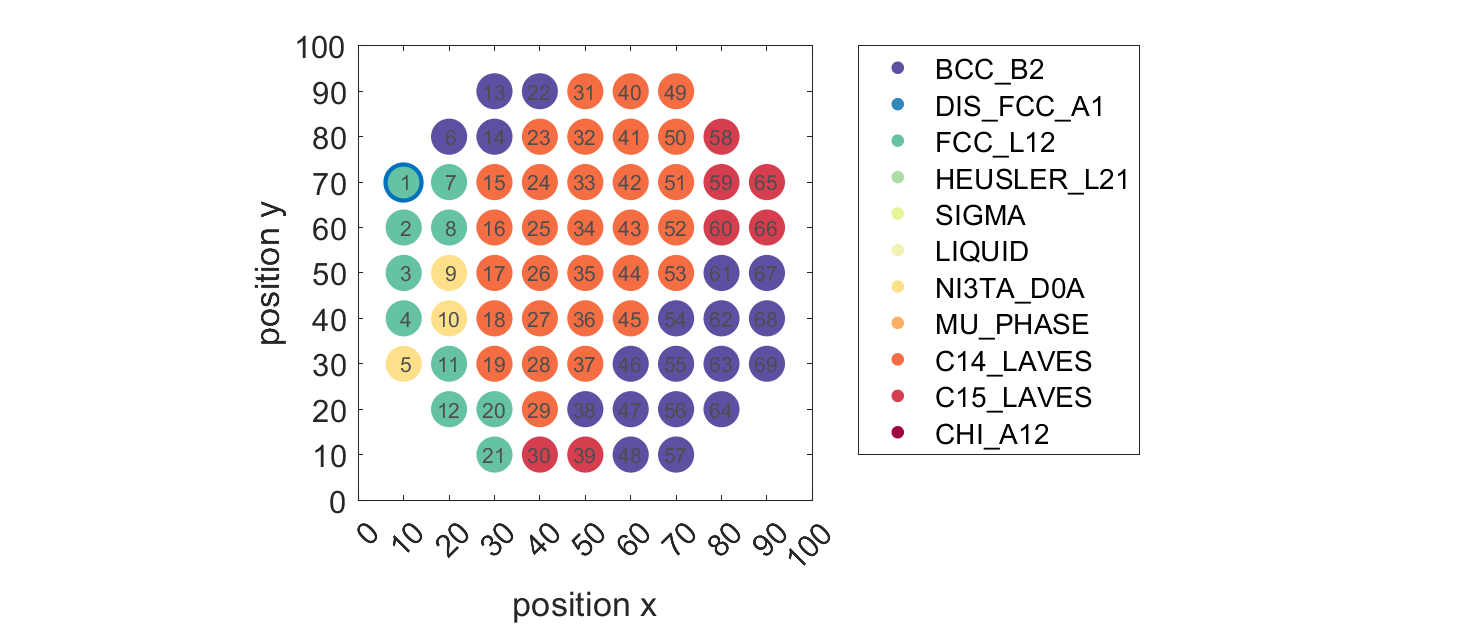 100
90
80
70
60
50
40
30
20
10
0
position y
13 22 31 40 49
6 14 23 32 41 50 58
1 7 15 24 33 42 51 59 65
2 8 16 25 34 43 52 60 66
3 9 17 26 35 44 53 61 67
4 10 18 27 36 45 54 62 68
5 11 19 28 37 46 55 63 69
12 20 29 38 47 56 64
21 30 39 48 57
0 10 20 30 40 50 60 70 80 90 100
position x
BCC_B2
DIS_FCC_A1
FCC_L12
HEUSLER_L21
SIGMA
LIQUID
NI3TA_D0A
MU_PHASE
C14_LAVES
C15_LAVES
CHI_A12